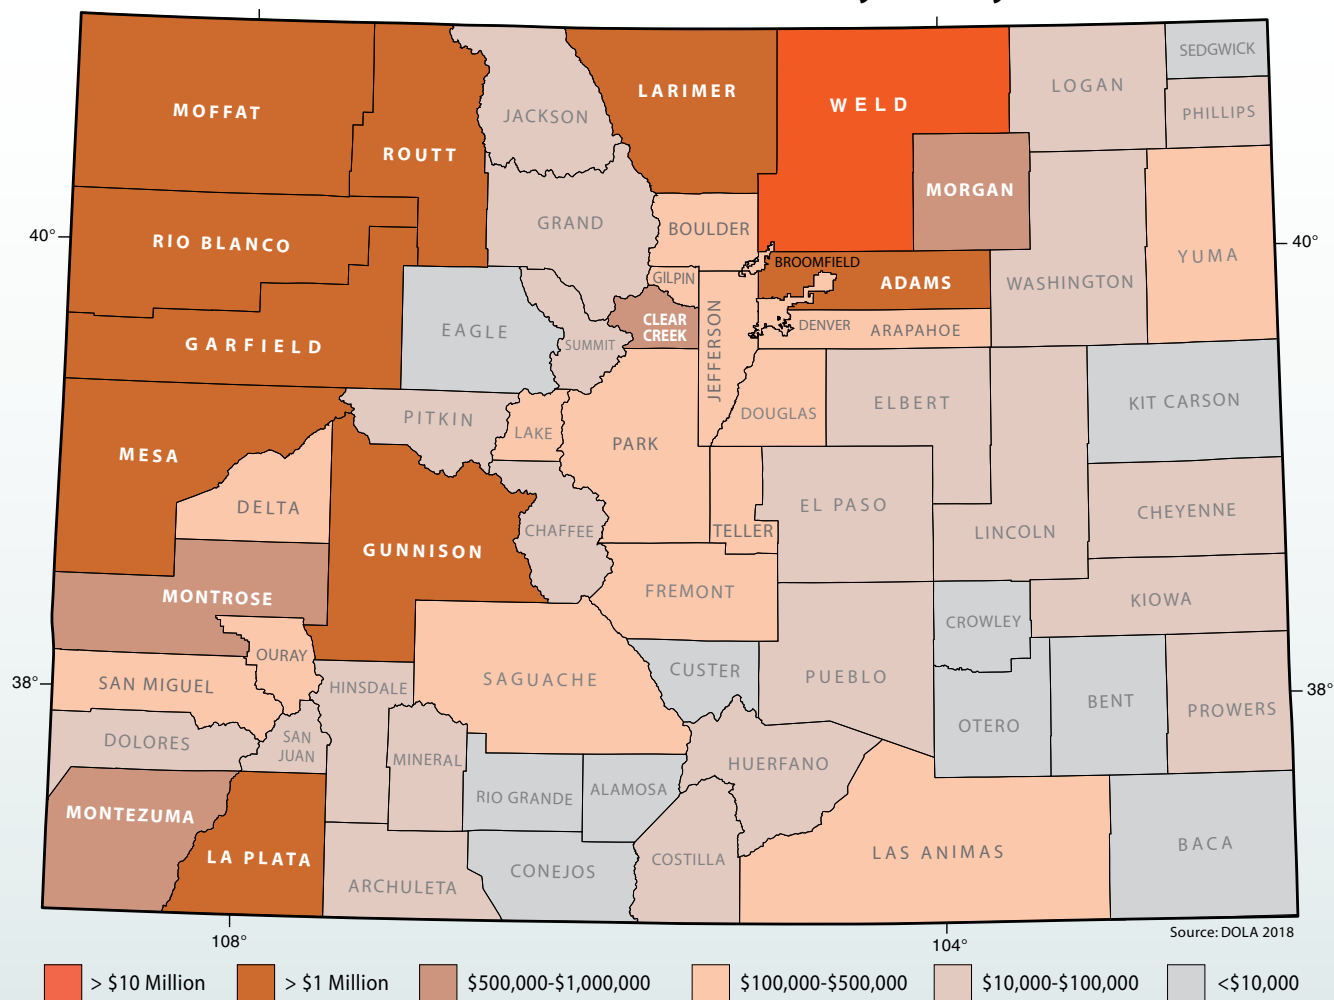 SEDGWICK
LOGAN
LARIMER
WELD
MOFFAT
JACKSON
PHILLIPS
ROUTT
MORGAN
GRAND
BOULDER
40°
RIO BLANCO
40°
YUMA
BROOMFIELD
GILPIN
ADAMS
WASHINGTON
CLEAR
CREEK
DENVER
ARAPAHOE
EAGLE
SUMMIT
JEFFERSON
GARFIELD
KIT CARSON
ELBERT
DOUGLAS
PITKIN
LAKE
PARK
MESA
DELTA
EL PASO
CHEYENNE
CHAFFEE
TELLER
LINCOLN
GUNNISON
FREMONT
MONTROSE
KIOWA
CROWLEY
OURAY
CUSTER
PUEBLO
38°
SAN MIGUEL
HINSDALE
SAGUACHE
38°
BENT
PROWERS
OTERO
DOLORES
SAN
JUAN
MINERAL
HUERFANO
RIO GRANDE
ALAMOSA
MONTEZUMA
LA PLATA
ARCHULETA
CONEJOS
COSTILLA
LAS ANIMAS
BACA
108°
104°
Source: DOLA 2018
> $10 Million
> $1 Million
$500,000-$1,000,000
$100,000-$500,000
$10,000-$100,000
<$10,000